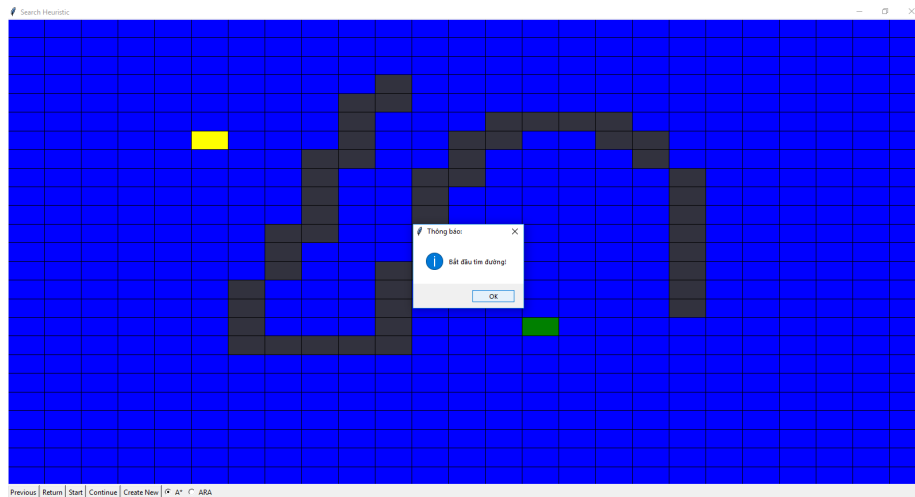 Search Heuristic
Thông báo:
Bắt đầu tìm đường!
OK
Previous Return Start Continue Create New A* ARA